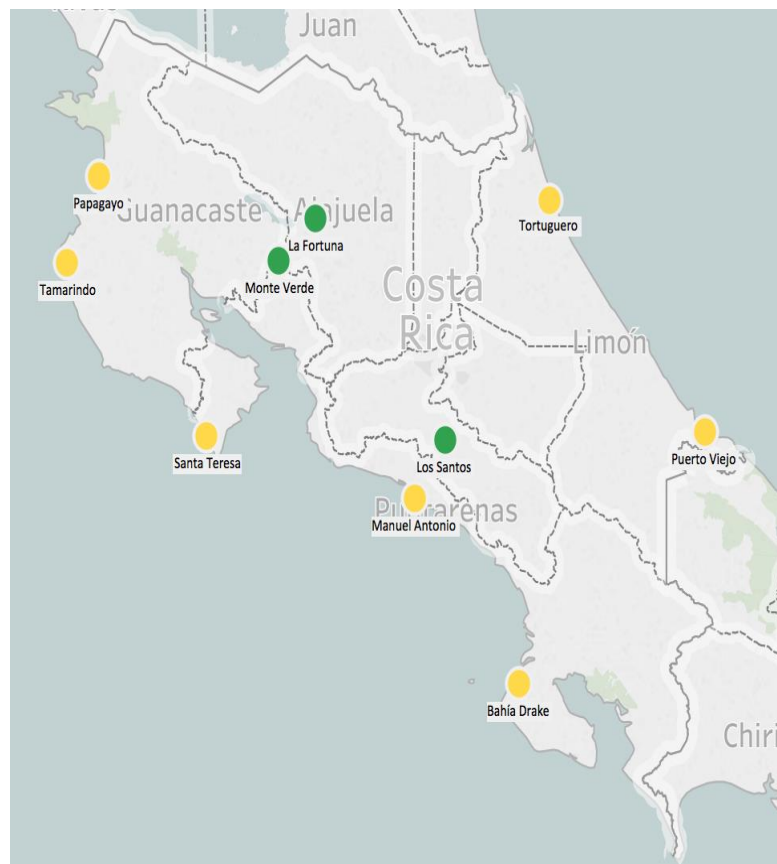 Juan
Papagayo
Guanacaste
Alajuela
La Fortuna
Tortuguero
Tamarindo
Monte Verde
Costa
Rica
Limón
Santa Teresa
Los Santos
Puerto Viejo
Puntarenas
Manuel Antonio
Bahía Drake
Chiri